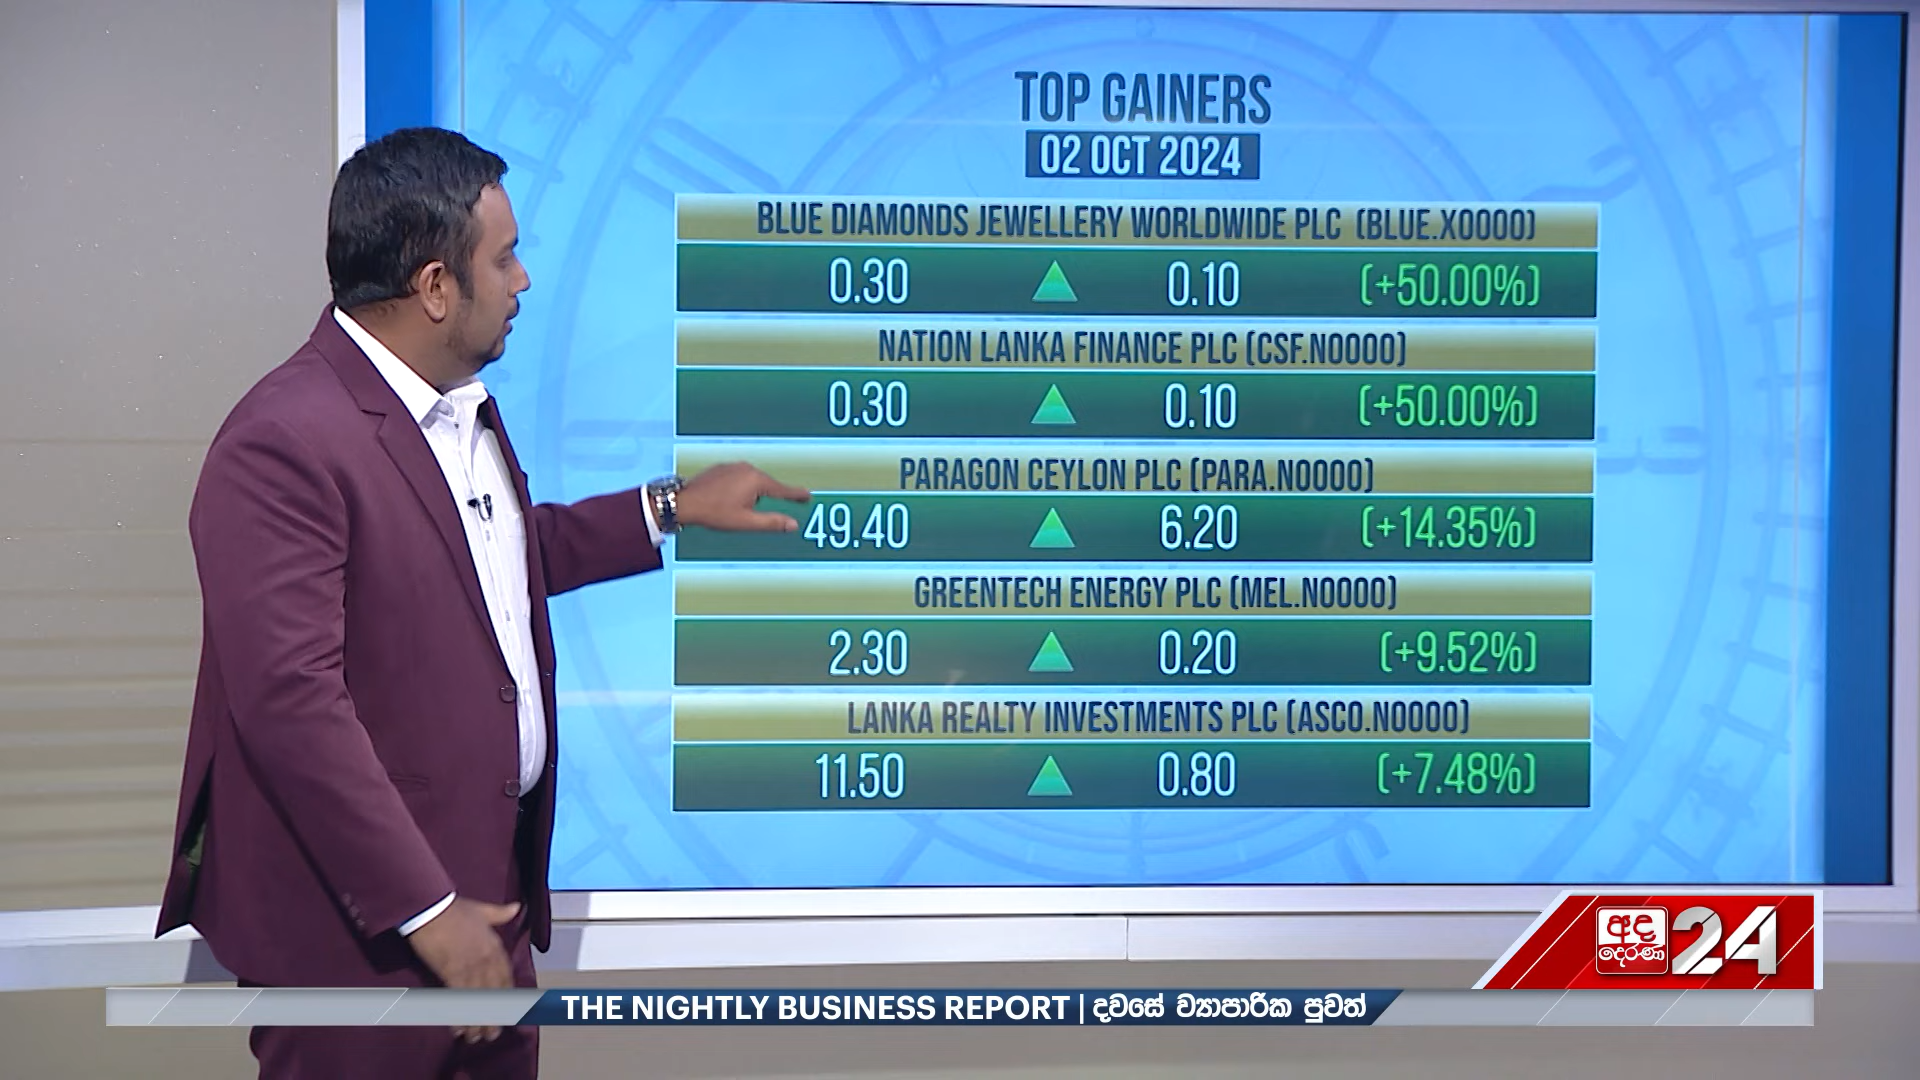 TOP GAINERS
02 OCT 2024
BLUE DIAMONDS JEWELLERY WORLDWIDE PLC (BLUE.X0000)
0.30 ▲ 0.10 (+50.00%)
NATION LANKA FINANCE PLC (CSF.N0000)
0.30 ▲ 0.10 (+50.00%)
PARAGON CEYLON PLC (PARA.N0000)
49.40 ▲ 6.20 (+14.35%)
GREENTECH ENERGY PLC (MEL.N0000)
2.30 ▲ 0.20 (+9.52%)
LANKA REALTY INVESTMENTS PLC (ASCO.N0000)
11.50 ▲ 0.80 (+7.48%)
අද
දෙරණ
24
THE NIGHTLY BUSINESS REPORT | දවසේ ව්‍යාපාරික පුවත්